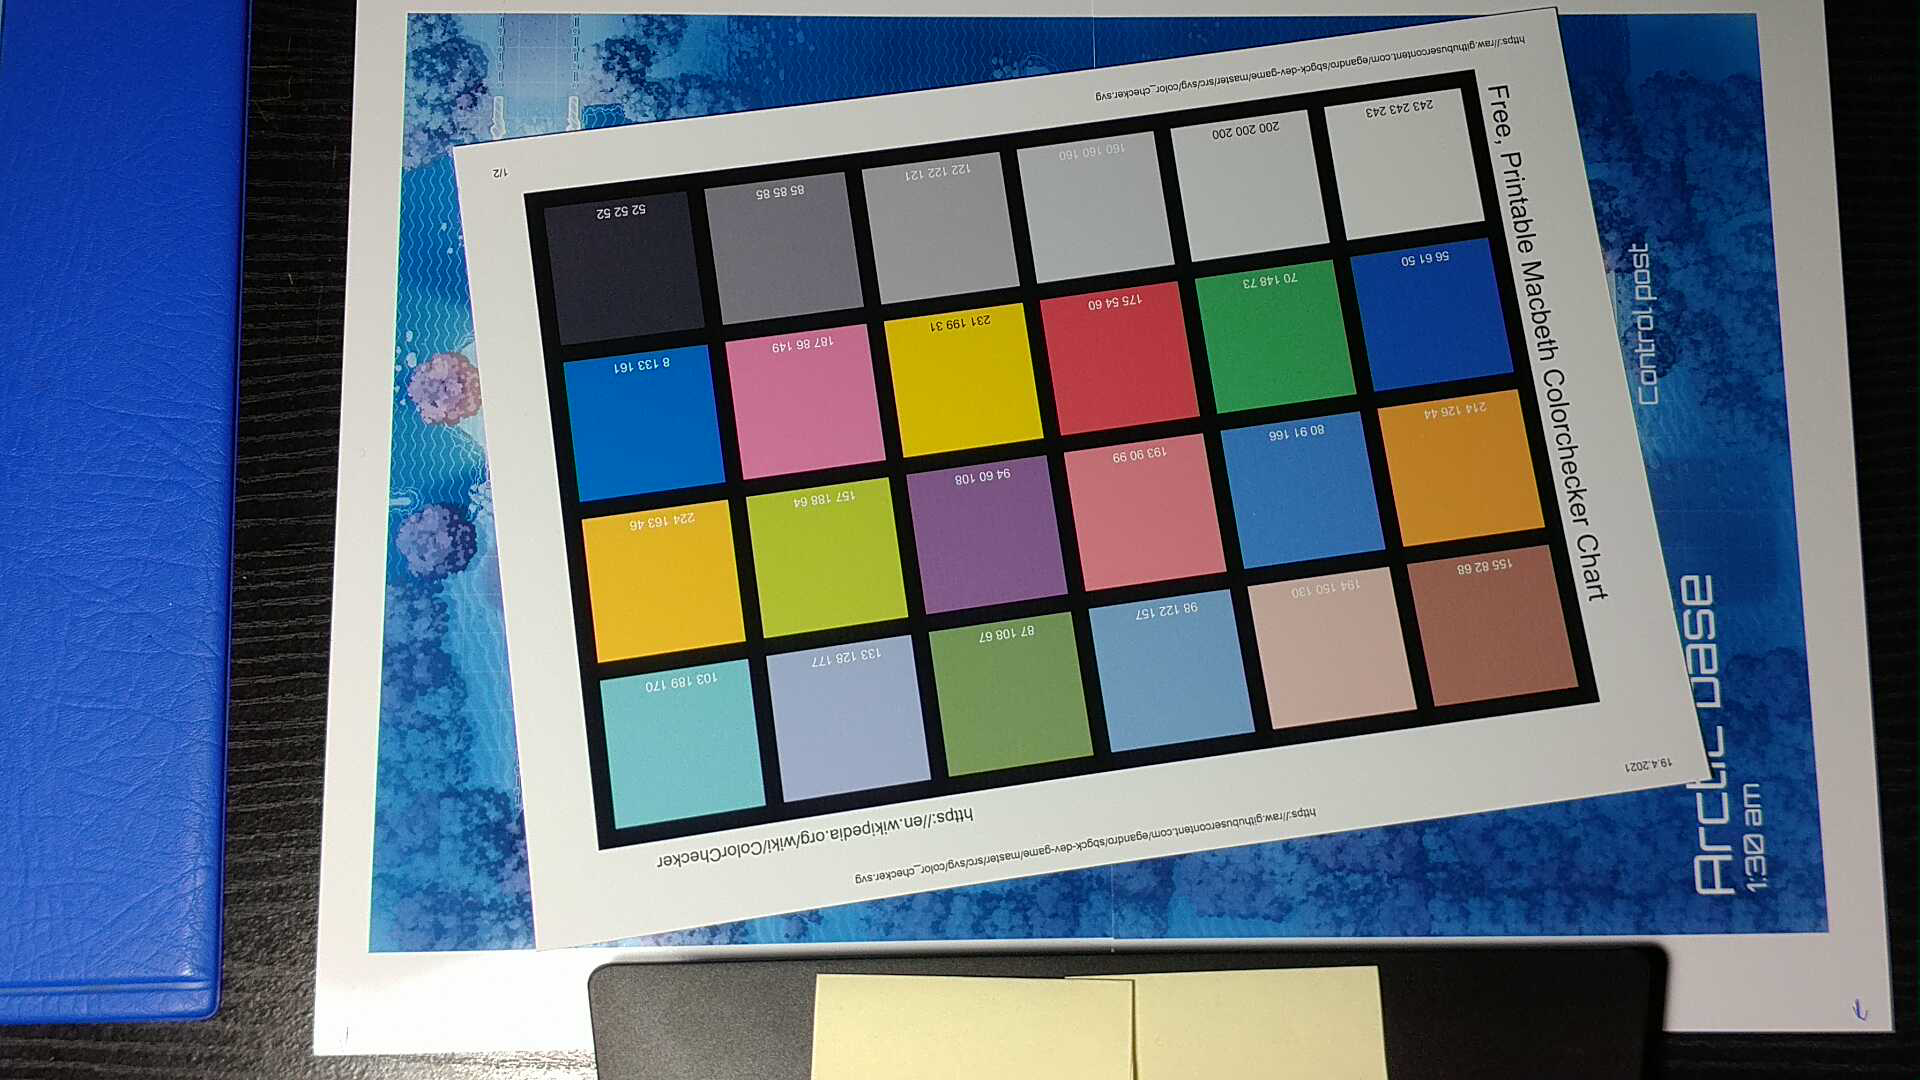 Free, Printable Macbeth Colorchecker Chart
19.4.2021
https://raw.githubusercontent.com/egandro/sbgck-dev-game/master/src/svg/color_checker.svg
155 82 68
194 150 130
98 122 157
87 108 67
133 128 177
103 189 170
214 126 44
80 91 166
193 90 99
94 60 108
157 188 64
224 163 46
56 61 50
70 148 73
175 54 60
231 199 31
187 86 149
8 133 161
243 243 243
200 200 200
160 160 160
122 122 121
85 85 85
52 52 52
https://en.wikipedia.org/wiki/ColorChecker
https://raw.githubusercontent.com/egandro/sbgck-dev-game/master/src/svg/color_checker.svg
1/2
control post
Arctic base
1:30 am